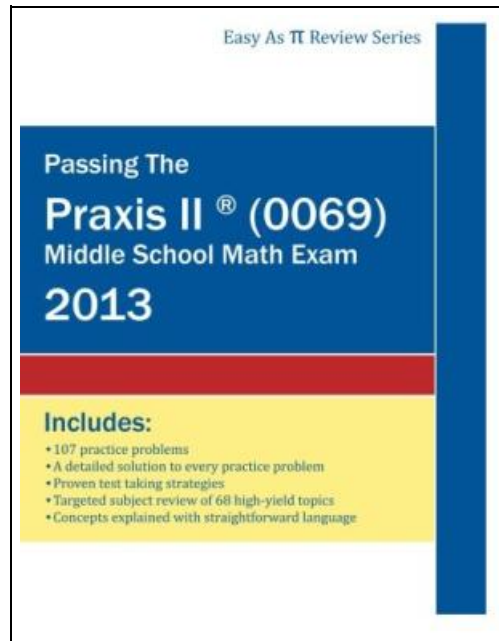 Easy As π Review Series
Passing The
Praxis II ® (0069)
Middle School Math Exam
2013
Includes:
• 107 practice problems
• A detailed solution to every practice problem
• Proven test taking strategies
• Targeted subject review of 68 high-yield topics
• Concepts explained with straightforward language